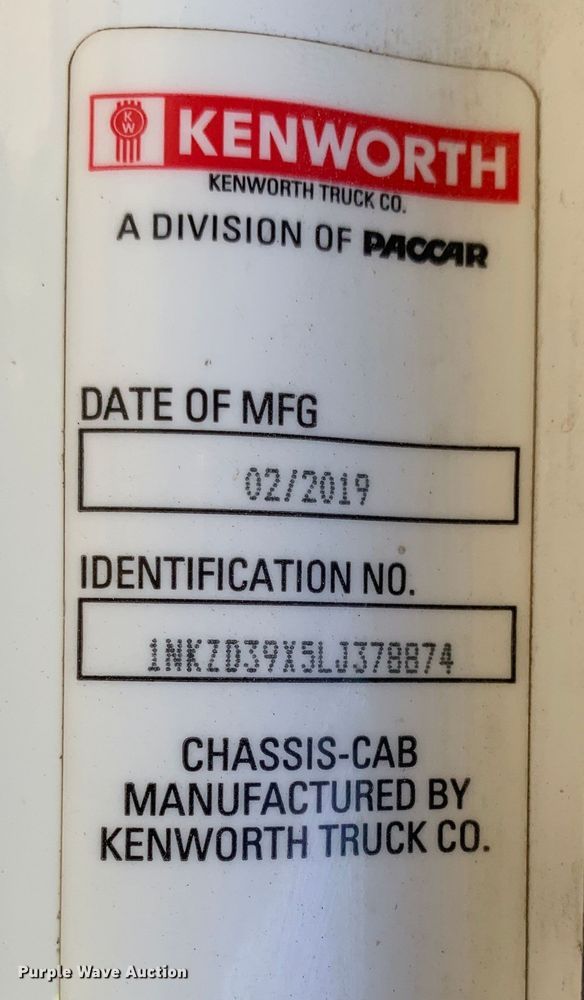 KW
KENWORTH
KENWORTH TRUCK CO.
A DIVISION OF PACCAR
DATE OF MFG
02/2019
IDENTIFICATION NO.
1NKZD39X5LJ378874
CHASSIS-CAB
MANUFACTURED BY
KENWORTH TRUCK CO.
Purple Wave Auction